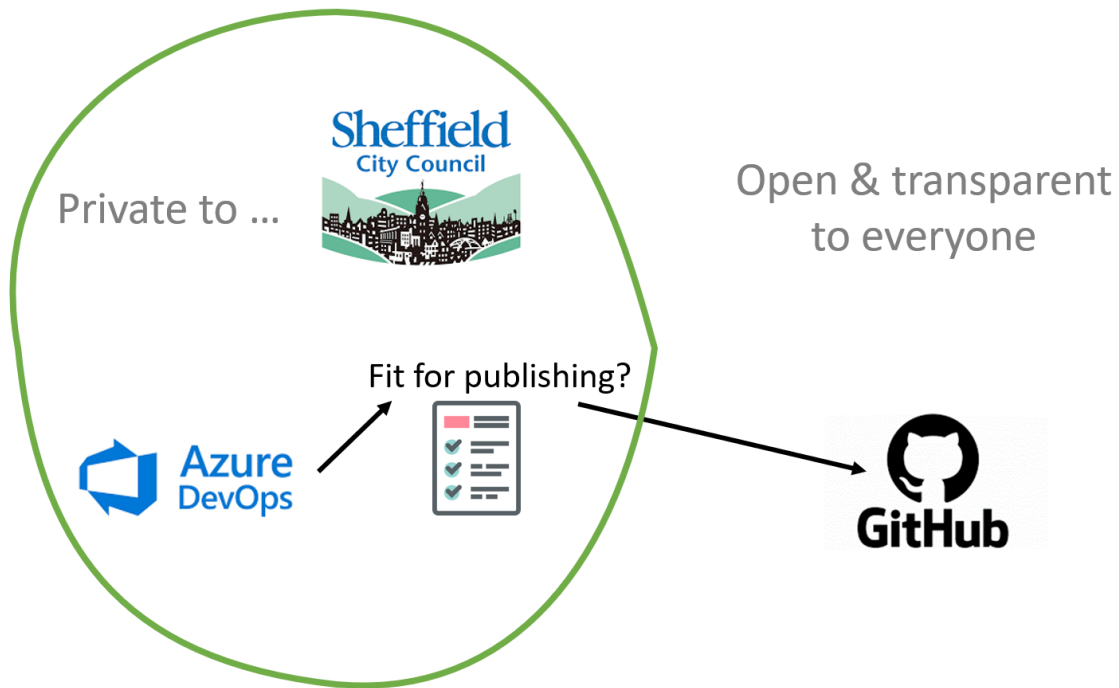 Sheffield
City Council
Private to ...
Open & transparent
to everyone
Fit for publishing?
Azure
DevOps
GitHub